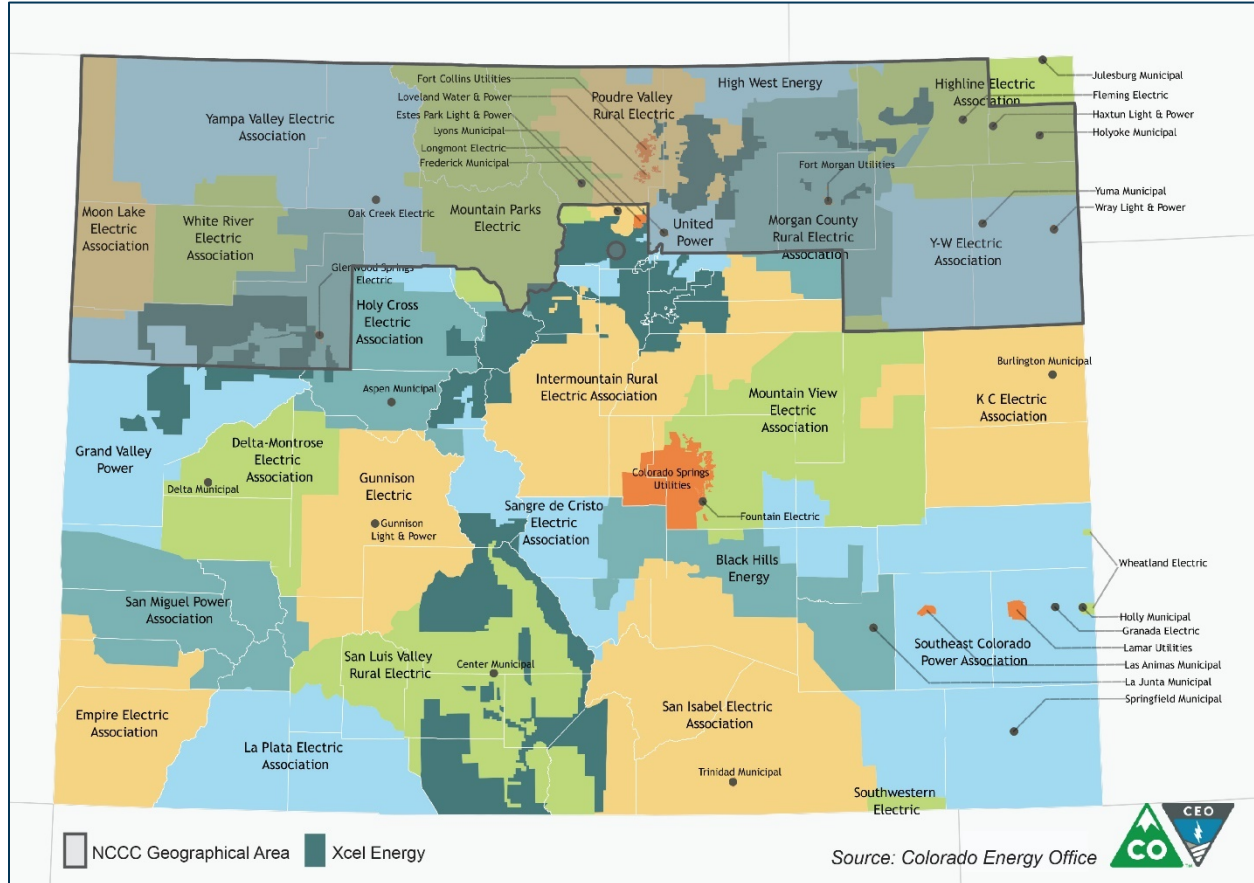 Fort Collins Utilities
Loveland Water & Power
Estes Park Light & Power
Lyons Municipal
Longmont Electric
Frederick Municipal
Yampa Valley Electric
Association
Poudre Valley
Rural Electric
High West Energy
Highline Electric
Association
Julesburg Municipal
Fleming Electric
Haxtun Light & Power
Holyoke Municipal
Fort Morgan Utilities
Yuma Municipal
Wray Light & Power
Moon Lake
Electric
Association
White River
Electric
Association
Oak Creek Electric
Mountain Parks
Electric
United
Power
Morgan County
Rural Electric
Association
Y-W Electric
Association
Glenwood Springs
Electric
Holy Cross
Electric
Association
Aspen Municipal
Intermountain Rural
Electric Association
Mountain View
Electric
Association
Burlington Municipal
K C Electric
Association
Grand Valley
Power
Delta-Montrose
Electric
Association
Delta Municipal
Gunnison
Electric
Gunnison
Light & Power
Colorado Springs
Utilities
Fountain Electric
Sangre de Cristo
Electric
Association
Black Hills
Energy
Wheatland Electric
Holly Municipal
Granada Electric
Lamar Utilities
Las Animas Municipal
La Junta Municipal
Springfield Municipal
Southeast Colorado
Power Association
San Miguel Power
Association
San Luis Valley
Rural Electric
Center Municipal
Empire Electric
Association
La Plata Electric
Association
San Isabel Electric
Association
Trinidad Municipal
Southwestern
Electric
NCCC Geographical Area
Xcel Energy
Source: Colorado Energy Office
CO
CEO